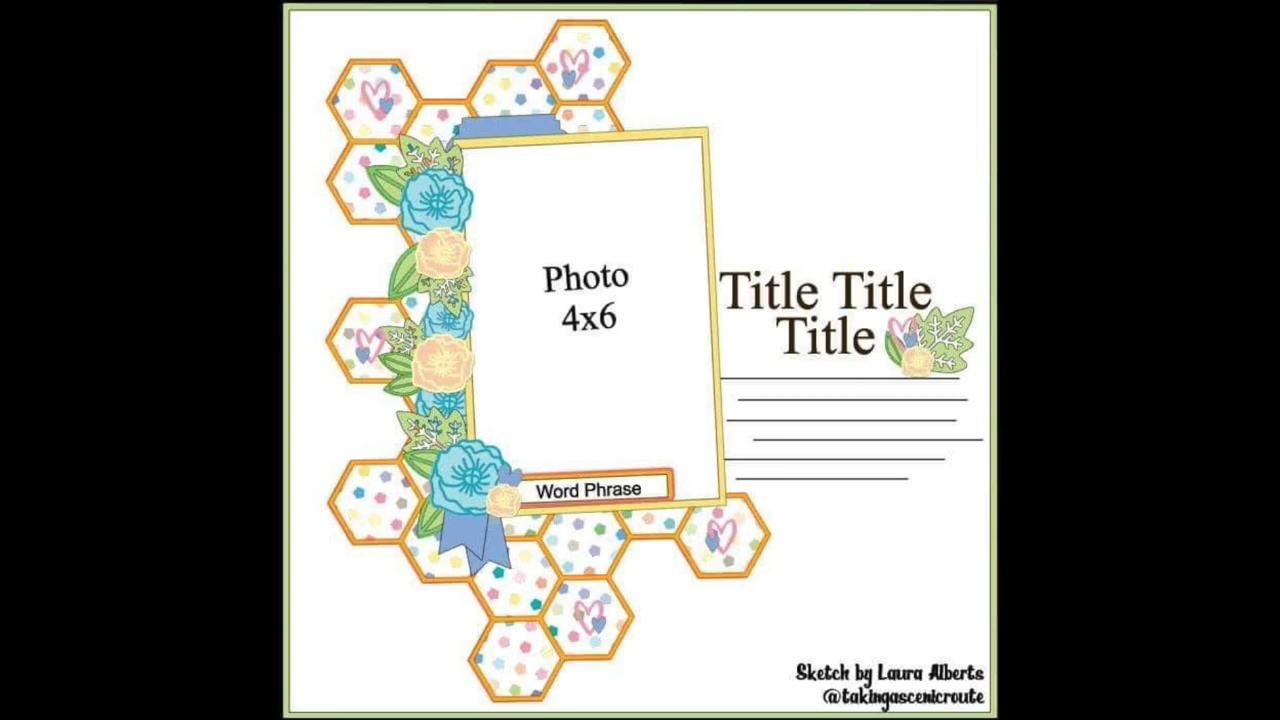 Photo
4x6
Title Title
Title
Word Phrase
Sketch by Laura Alberts
@takingascenicroute